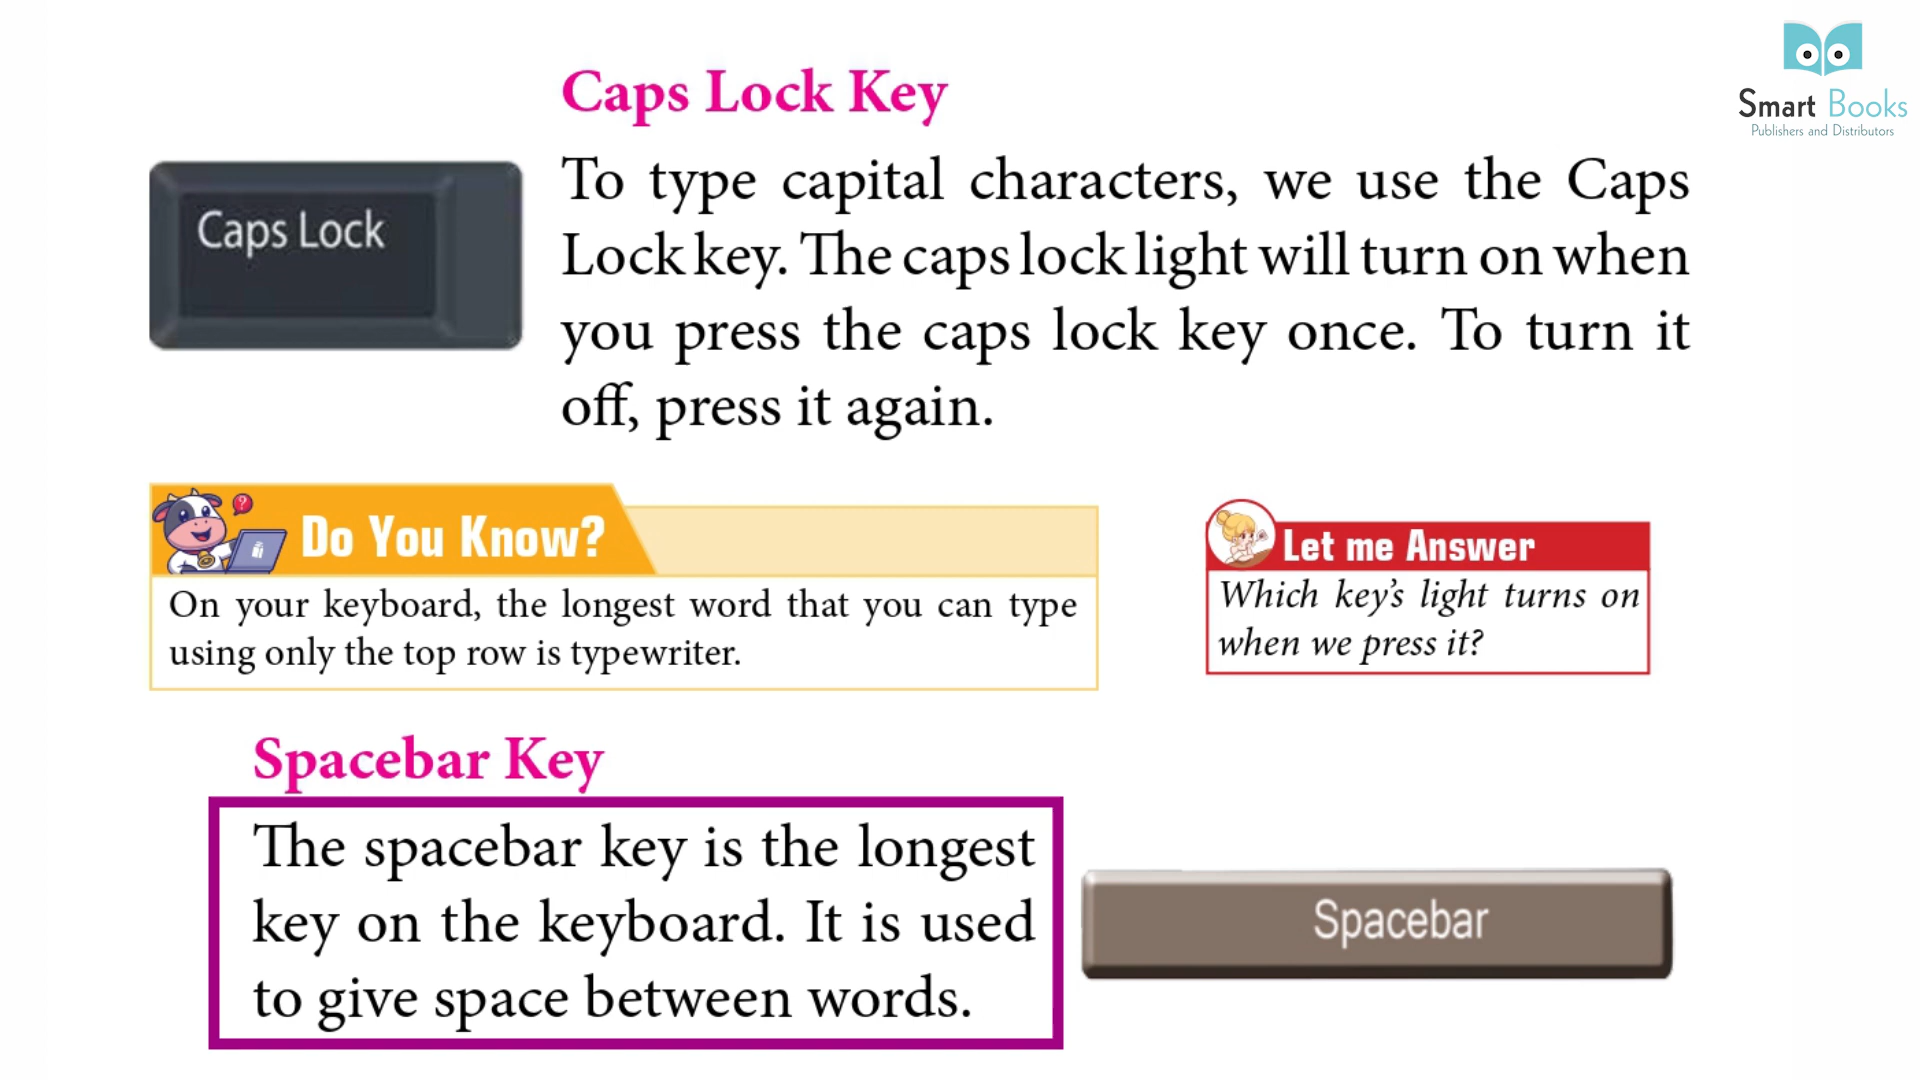 Smart Books
Publishers and Distributors
Caps Lock Key
Caps Lock
To type capital characters, we use the Caps
Lock key. The caps lock light will turn on when
you press the caps lock key once. To turn it
off, press it again.
?
Do You Know?
On your keyboard, the longest word that you can type
using only the top row is typewriter.
Let me Answer
Which key’s light turns on
when we press it?
Spacebar Key
The spacebar key is the longest
key on the keyboard. It is used
to give space between words.
Spacebar